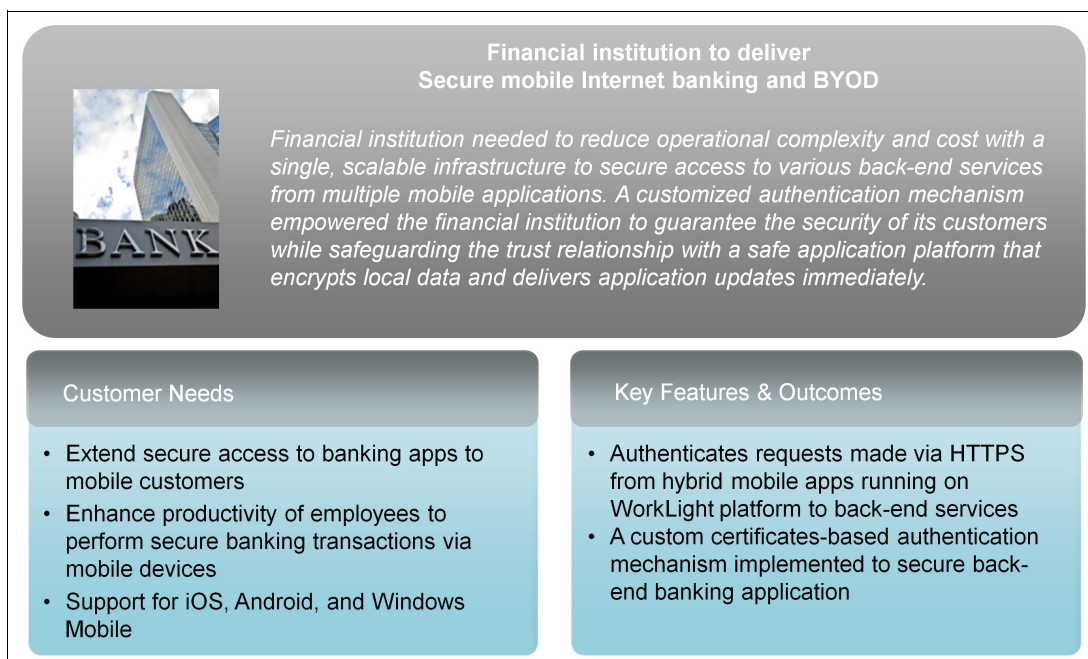 Financial institution to deliver
Secure mobile Internet banking and BYOD
Financial institution needed to reduce operational complexity and cost with a
single, scalable infrastructure to secure access to various back-end services
from multiple mobile applications. A customized authentication mechanism
empowered the financial institution to guarantee the security of its customers
while safeguarding the trust relationship with a safe application platform that
encrypts local data and delivers application updates immediately.
BANK
Customer Needs
• Extend secure access to banking apps to
mobile customers
• Enhance productivity of employees to
perform secure banking transactions via
mobile devices
• Support for iOS, Android, and Windows
Mobile
Key Features & Outcomes
• Authenticates requests made via HTTPS
from hybrid mobile apps running on
WorkLight platform to back-end services
• A custom certificates-based authentication
mechanism implemented to secure back-
end banking application